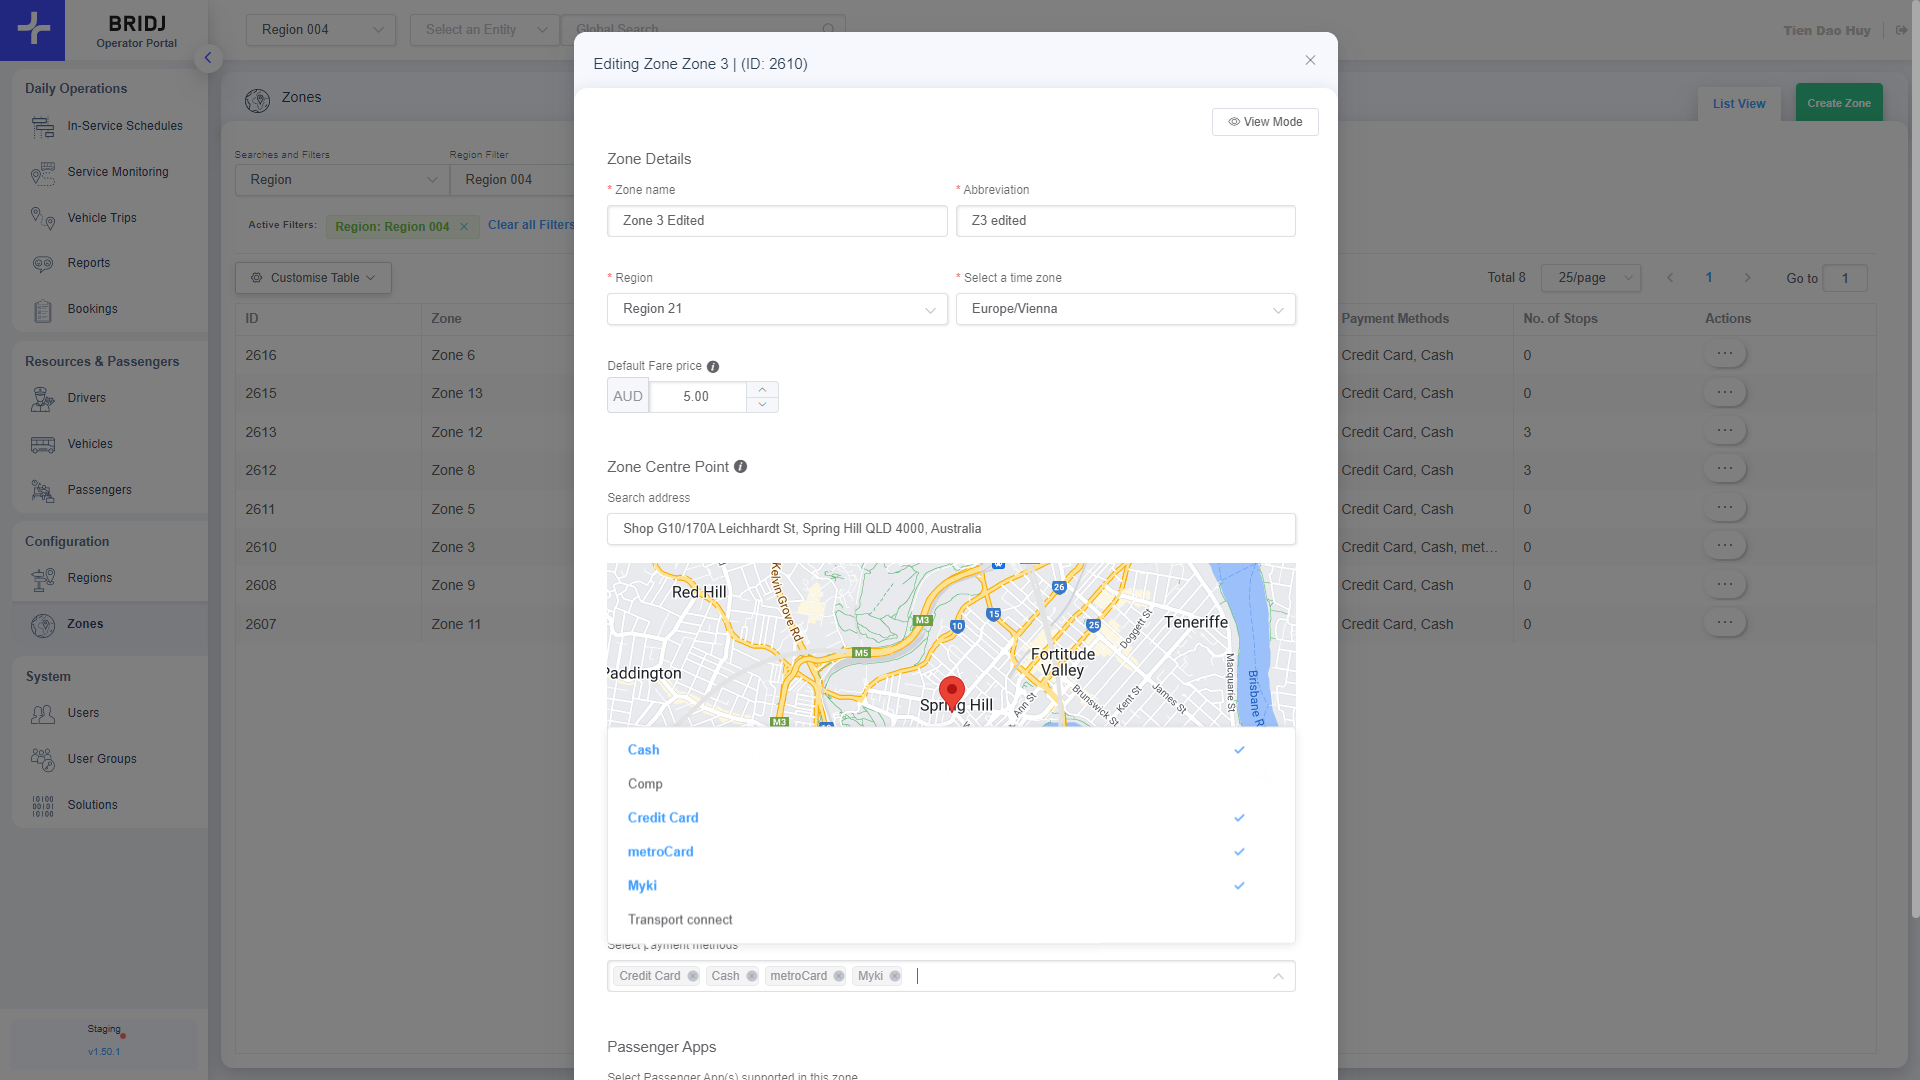 BRIDJ
Operator Portal
Region 004
Select an Entity
Global Search
Tien Dao Huy
Daily Operations
In-Service Schedules
Service Monitoring
Vehicle Trips
Reports
Bookings
Resources & Passengers
Drivers
Vehicles
Passengers
Configuration
Regions
Zones
System
Users
User Groups
Solutions
Staging
v1.50.1
Zones
List View
Create Zone
Searches and Filters
Region
Region Filter
Region 004
Active Filters:
Region: Region 004
Clear all Filters
Customise Table
Total 8
25/page
1
Go to
1
ID
Zone
Payment Methods
No. of Stops
Actions
2616
Zone 6
Credit Card, Cash
0
2615
Zone 13
Credit Card, Cash
0
2613
Zone 12
Credit Card, Cash
3
2612
Zone 8
Credit Card, Cash
3
2611
Zone 5
Credit Card, Cash
0
2610
Zone 3
Credit Card, Cash, met...
0
2608
Zone 9
Credit Card, Cash
0
2607
Zone 11
Credit Card, Cash
0
Editing Zone Zone 3 | (ID: 2610)
View Mode
Zone Details
* Zone name
Zone 3 Edited
* Abbreviation
Z3 edited
* Region
Region 21
* Select a time zone
Europe/Vienna
Default Fare price
AUD
5.00
Zone Centre Point
Search address
Shop G10/170A Leichhardt St, Spring Hill QLD 4000, Australia
Red Hill
Kelvin Grove Rd
M3
10
15
26
25
Doggett St
Teneriffe
M5
Paddington
Fortitude
Valley
Macquarie St
Brisbane R
Spring Hill
Ann St
Brunswick St
Kent St
James St
M3
Cash
Comp
Credit Card
metroCard
Myki
Transport connect
Select payment methods
Credit Card
Cash
metroCard
Myki
Passenger Apps
Select Passenger App(s) supported in this zone